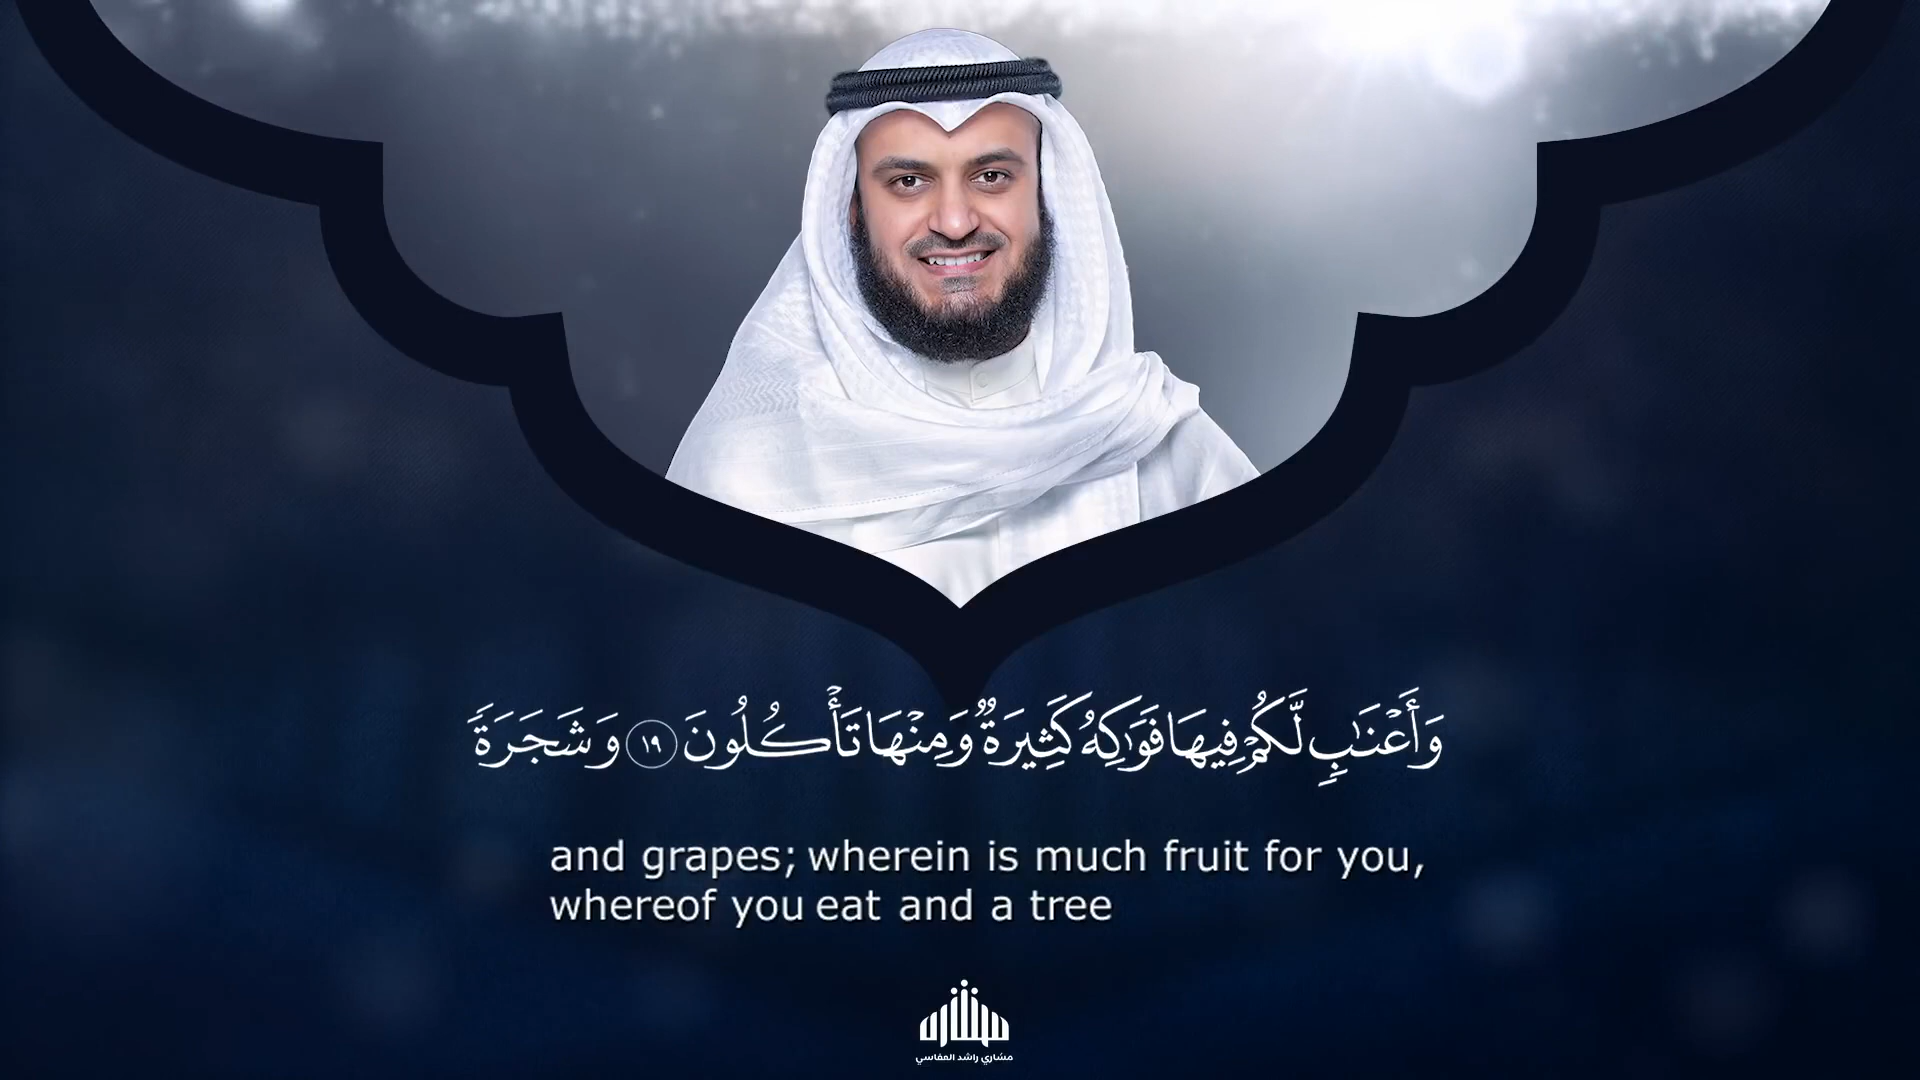 وَأَعْنَٰبٍ لَّكُمْ فِيهَا فَوَٰكِهُ كَثِيرَةٌ وَمِنْهَا تَأْكُلُونَ ١٩ وَشَجَرَةً
and grapes; wherein is much fruit for you,
whereof you eat and a tree
مشاري
مشاري راشد العفاسي